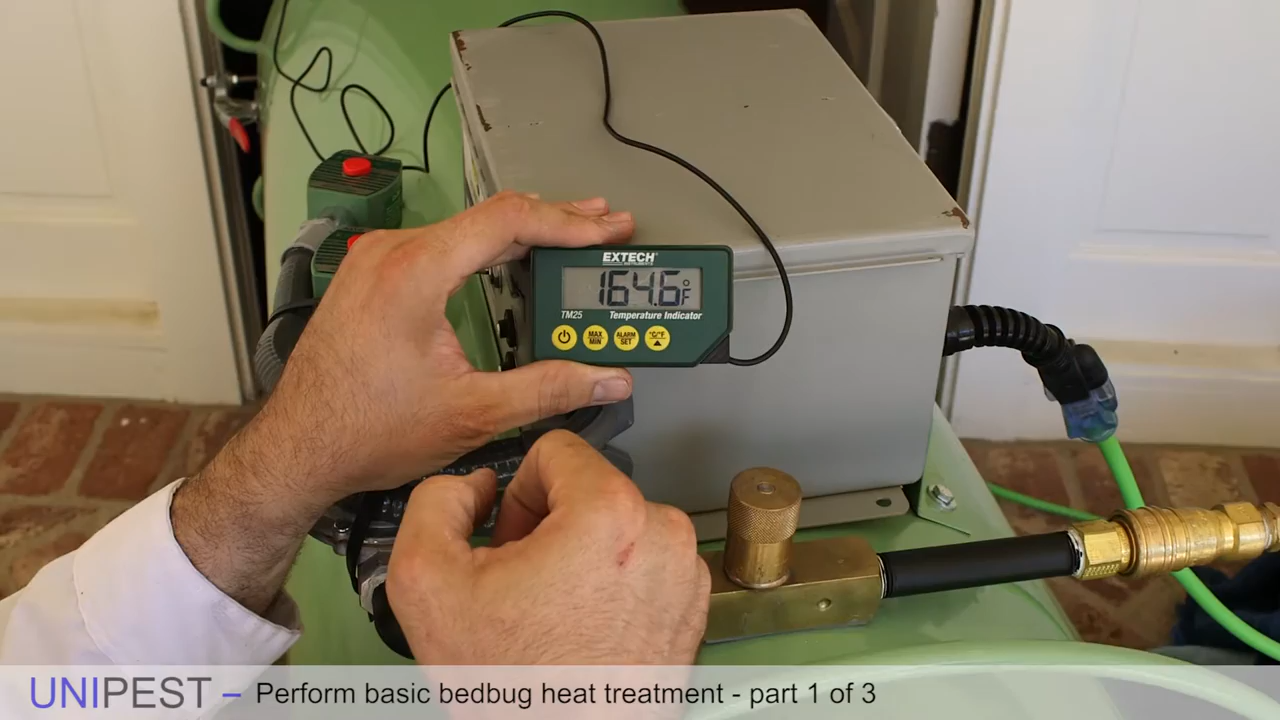 EXTECH
164.6°F
TM25 Temperature Indicator
MAX MIN
ALARM SET
°C/°F
UNIPEST – Perform basic bedbug heat treatment - part 1 of 3